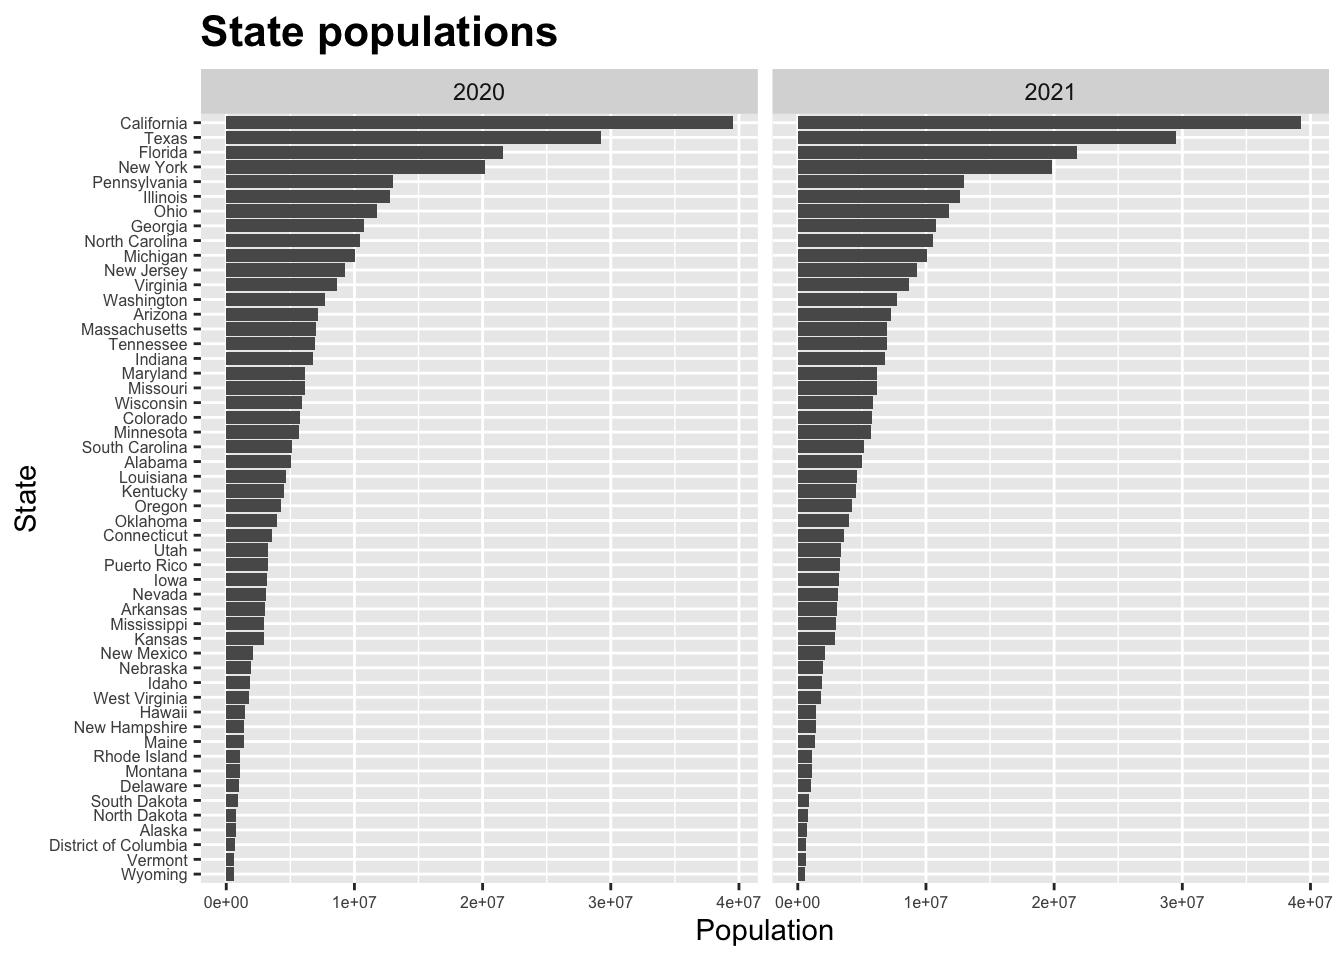 State populations
2020 2021
California
Texas
Florida
New York
Pennsylvania
Illinois
Ohio
Georgia
North Carolina
Michigan
New Jersey
Virginia
Washington
Arizona
Massachusetts
Tennessee
Indiana
Maryland
Missouri
Wisconsin
Colorado
Minnesota
South Carolina
Alabama
Louisiana
Kentucky
Oregon
Oklahoma
Connecticut
Utah
Puerto Rico
Iowa
Nevada
Arkansas
Mississippi
Kansas
New Mexico
Nebraska
Idaho
West Virginia
Hawaii
New Hampshire
Maine
Rhode Island
Montana
Delaware
South Dakota
North Dakota
Alaska
District of Columbia
Vermont
Wyoming
State
0e+00 1e+07 2e+07 3e+07 4e+07 0e+00 1e+07 2e+07 3e+07 4e+07
Population